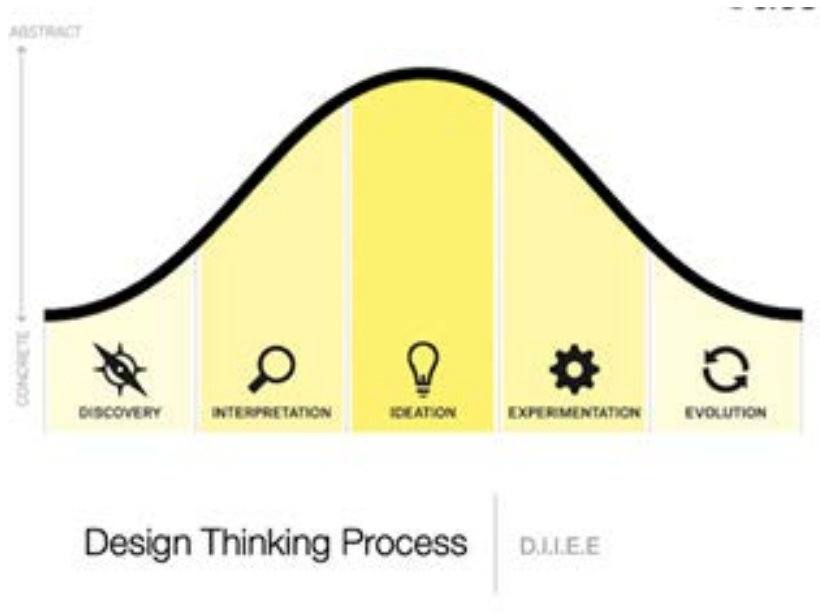 ABSTRACT
CONCRETE
DISCOVERY
INTERPRETATION
IDEATION
EXPERIMENTATION
EVOLUTION
Design Thinking Process
D.I.I.E.E